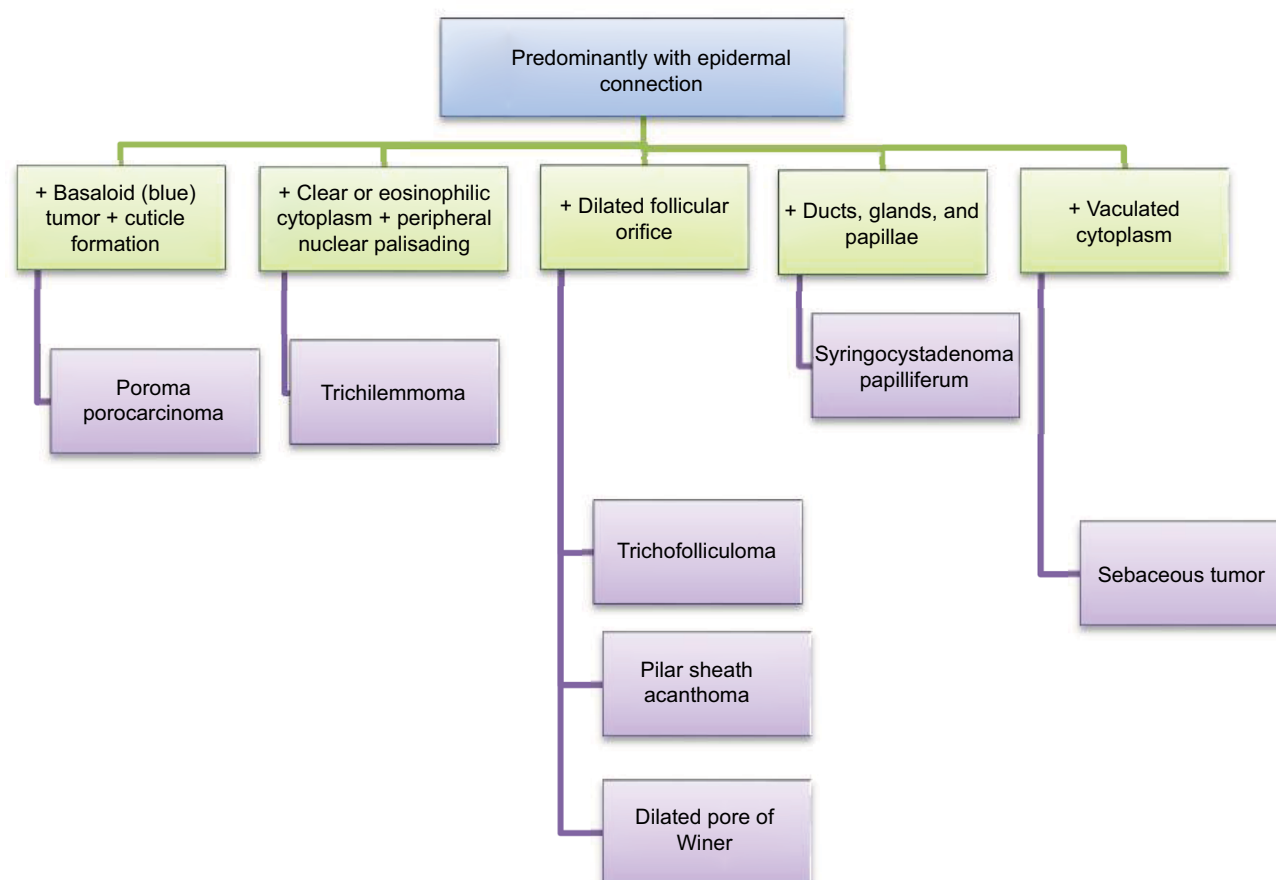 Predominantly with epidermal
connection
+ Basaloid (blue)
tumor + cuticle
formation
+ Clear or eosinophilic
cytoplasm + peripheral
nuclear palisading
+ Dilated follicular
orifice
+ Ducts, glands, and
papillae
+ Vaculated
cytoplasm
Poroma
porocarcinoma
Trichilemmoma
Syringocystadenoma
papilliferum
Trichofolliculoma
Sebaceous tumor
Pilar sheath
acanthoma
Dilated pore of
Winer